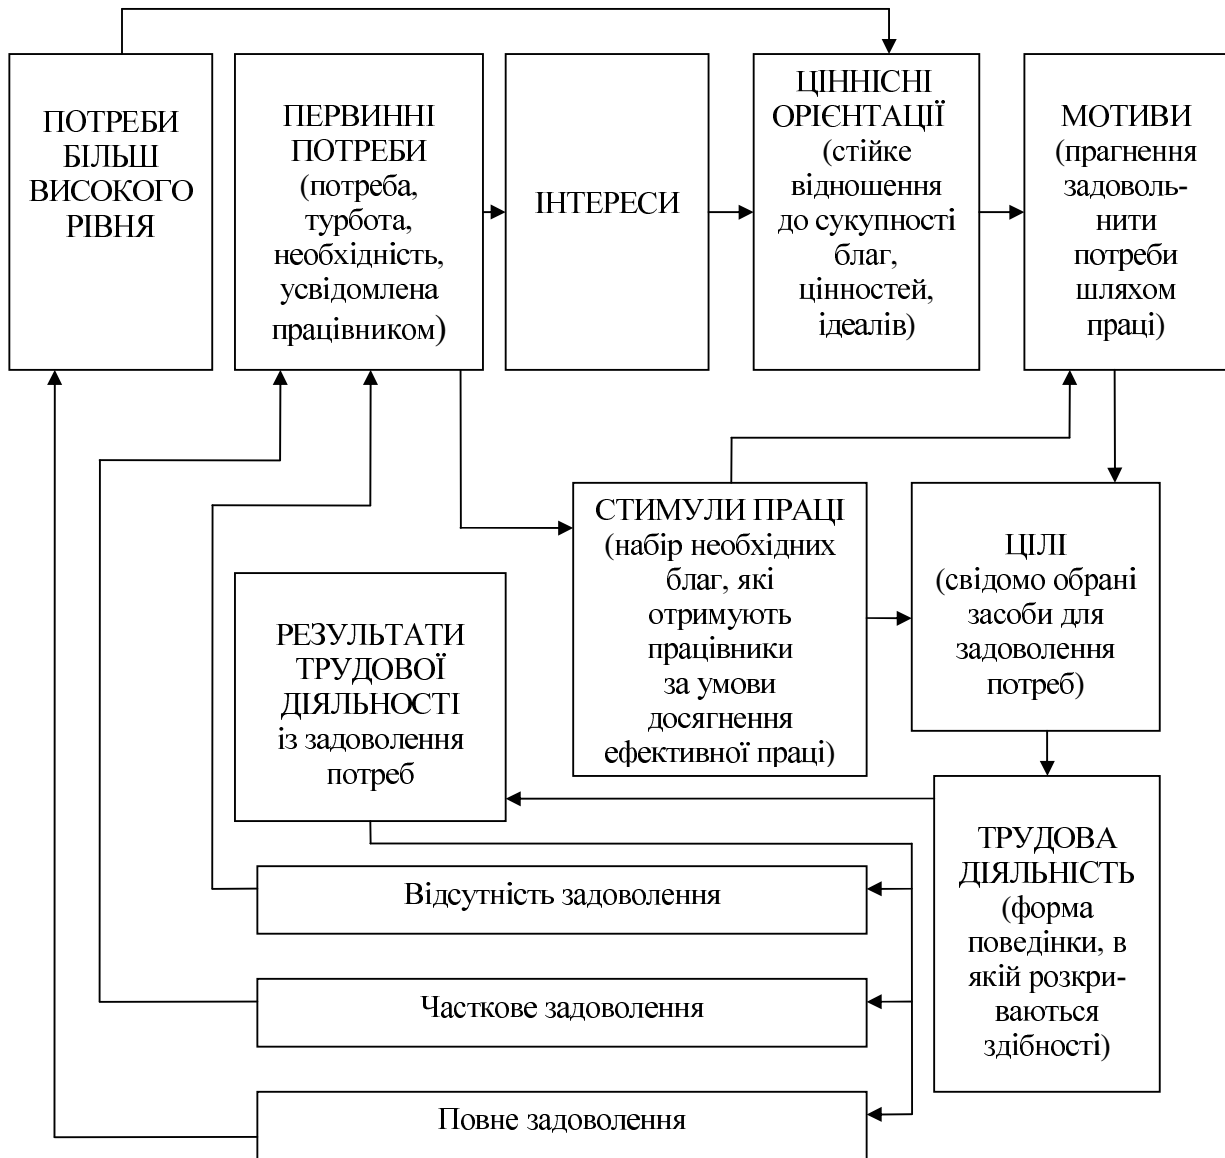 ПОТРЕБИ
БІЛЬШ
ВИСОКОГО
РІВНЯ
ПЕРВИННІ
ПОТРЕБИ
(потреба,
турбота,
необхідність,
усвідомлена
працівником)
ІНТЕРЕСИ
ЦІННІСНІ
ОРІЄНТАЦІЇ
(стійке
відношення
до сукупності
благ,
цінностей,
ідеалів)
МОТИВИ
(прагнення
задоволь-
нити
потреби
шляхом
праці)
СТИМУЛИ ПРАЦІ
(набір необхідних
благ, які
отримують
працівники
за умови
досягнення
ефективної праці)
ЦІЛІ
(свідомо обрані
засоби для
задоволення
потреб)
РЕЗУЛЬТАТИ
ТРУДОВОЇ
ДІЯЛЬНОСТІ
із задоволення
потреб
ТРУДОВА
ДІЯЛЬНІСТЬ
(форма
поведінки, в
якій розкри-
ваються
здібності)
Відсутність задоволення
Часткове задоволення
Повне задоволення